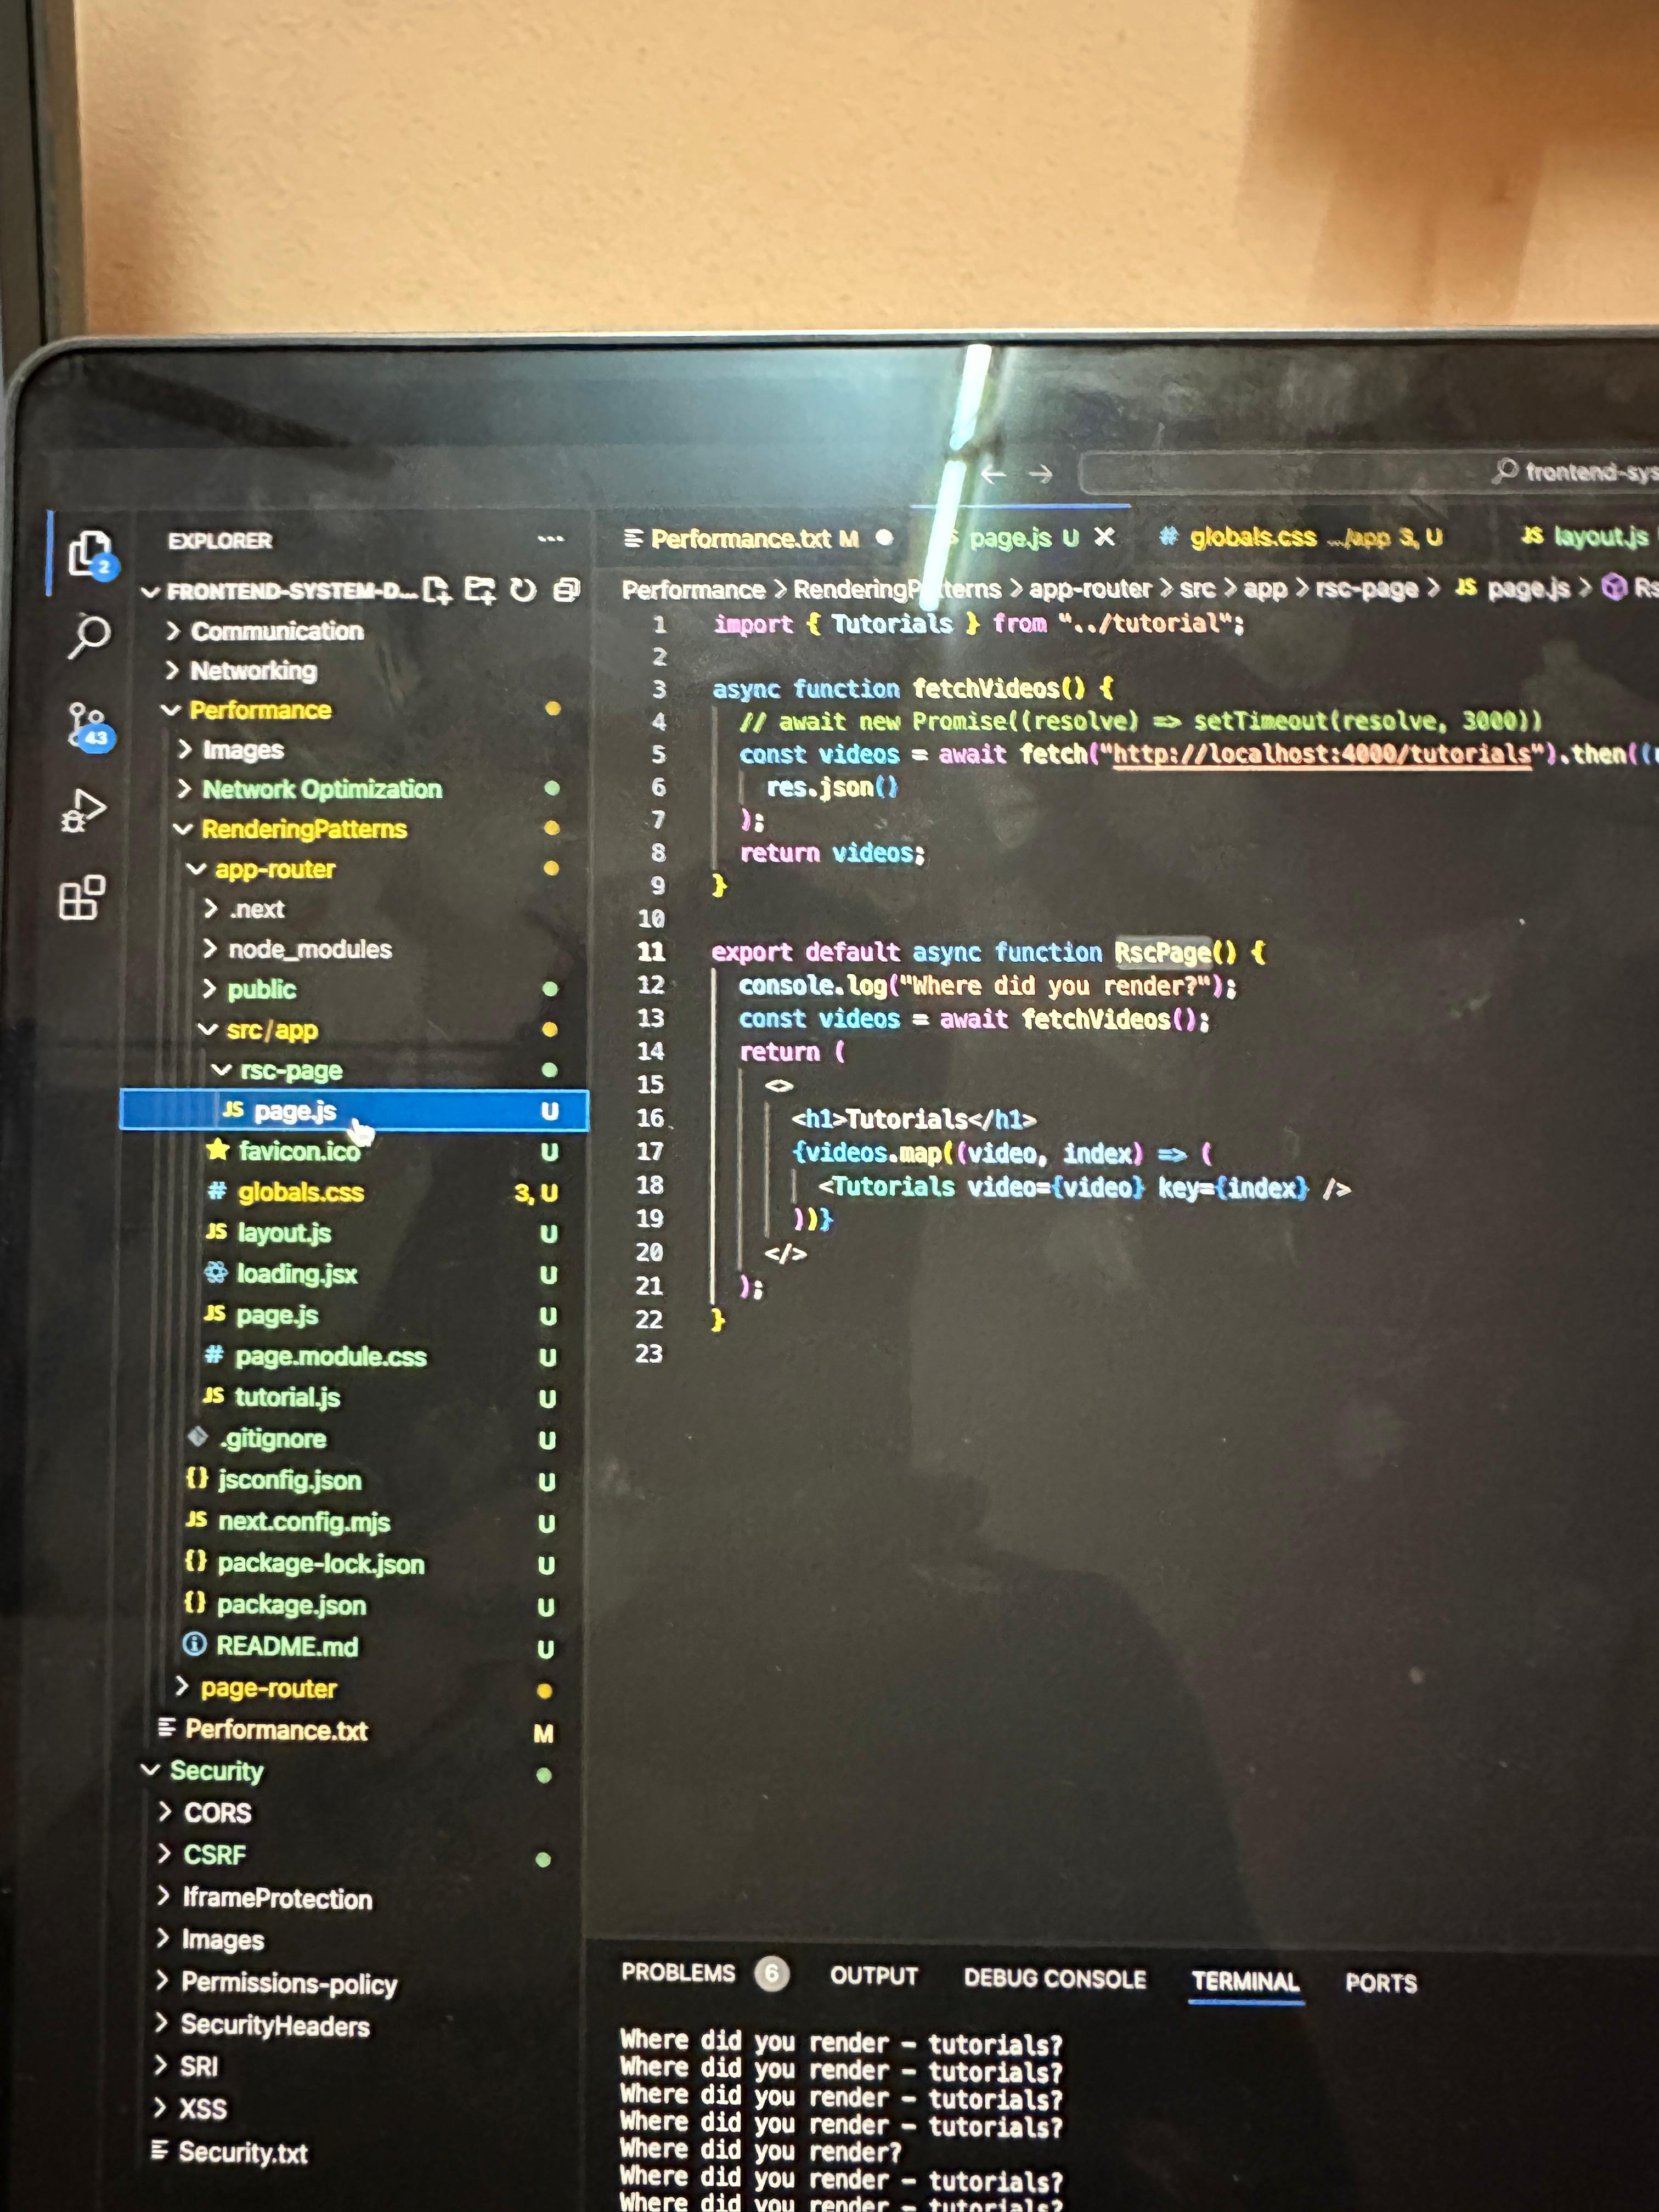 frontend-sys
EXPLORER
2
FRONTEND-SYSTEM-D...
Communication
Networking
Performance
Images
Network Optimization
RenderingPatterns
app-router
.next
node_modules
public
src/app
rsc-page
JS page.js U
favicon.ico U
# globals.css 3, U
JS layout.js U
loading.jsx U
JS page.js U
# page.module.css U
JS tutorial.js U
.gitignore U
{} jsconfig.json U
JS next.config.mjs U
{} package-lock.json U
{} package.json U
README.md U
page-router
Performance.txt M
Security
CORS
CSRF
IframeProtection
Images
Permissions-policy
SecurityHeaders
SRI
XSS
Security.txt
43
Performance.txt M page.js U # globals.css .../app 3, U JS layout.js
Performance > > app-router > src > app > rsc-page > JS page.js >
1 import { Tutorials } from "../tutorial";
2
3 async function fetchVideos() {
4 // await new Promise((resolve) => setTimeout(resolve, 3000))
5 const videos = await fetch("http://localhost:4000/tutorials").then((
6 res.json()
7 );
8 return videos;
9 }
10
11 export default async function RscPage() {
12 console.log("Where did you render?");
13 const videos = await fetchVideos();
14 return (
15 <>
16 <h1>Tutorials</h1>
17 {videos.map((video, index) => (
18 <Tutorials video={video} key={index} />
19 ))}
20 </>
21 );
22 }
23
PROBLEMS 6 OUTPUT DEBUG CONSOLE TERMINAL PORTS
Where did you render - tutorials?
Where did you render - tutorials?
Where did you render - tutorials?
Where did you render - tutorials?
Where did you render?
Where did you render - tutorials?
Where did you render - tutorials?